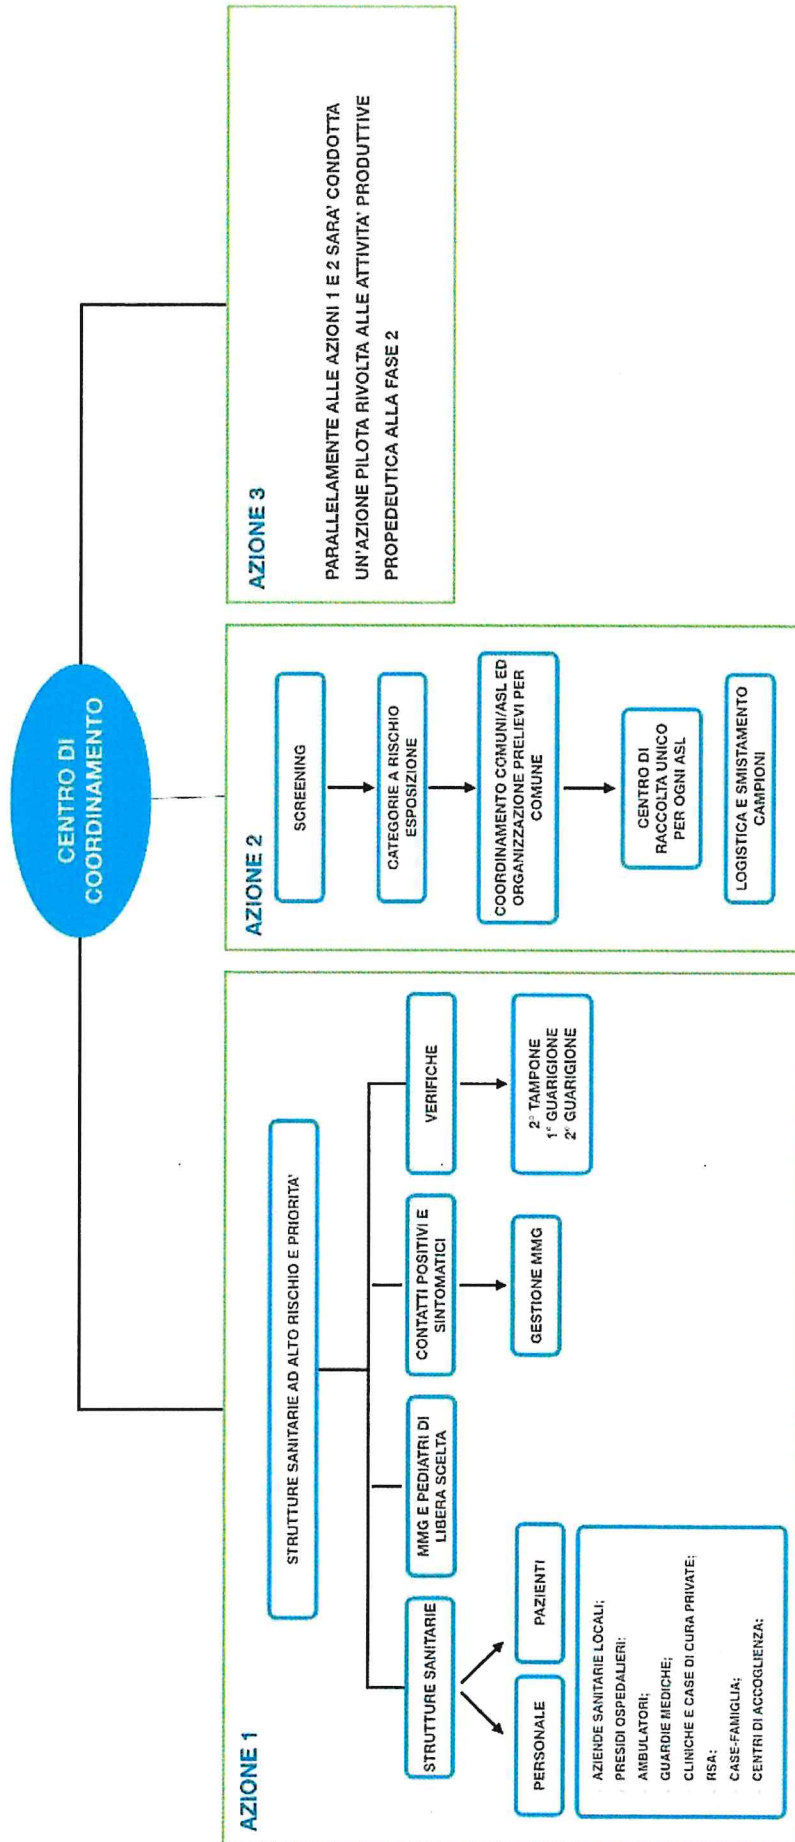 CENTRO DI
COORDINAMENTO
AZIONE 1
STRUTTURE SANITARIE AD ALTO RISCHIO E PRIORITA'
STRUTTURE SANITARIE
PERSONALE
PAZIENTI
AZIENDE SANITARIE LOCALI;
PRESIDI OSPEDALIERI;
AMBULATORI;
GUARDIE MEDICHE;
CLINICHE E CASE DI CURA PRIVATE;
RSA;
CASE-FAMIGLIA;
CENTRI DI ACCOGLIENZA;
MMG E PEDIATRI DI
LIBERA SCELTA
CONTATTI POSITIVI E
SINTOMATICI
GESTIONE MMG
VERIFICHE
2° TAMPONE
1° GUARIGIONE
2° GUARIGIONE
AZIONE 2
SCREENING
CATEGORIE A RISCHIO
ESPOSIZIONE
COORDINAMENTO COMUNI/ASL ED
ORGANIZZAZIONE PRELIEVI PER
COMUNE
CENTRO DI
RACCOLTA UNICO
PER OGNI ASL
LOGISTICA E SMISTAMENTO
CAMPIONI
AZIONE 3
PARALLELAMENTE ALLE AZIONI 1 E 2 SARA' CONDOTTA
UN'AZIONE PILOTA RIVOLTA ALLE ATTIVITA' PRODUTTIVE
PROPEDEUTICA ALLA FASE 2